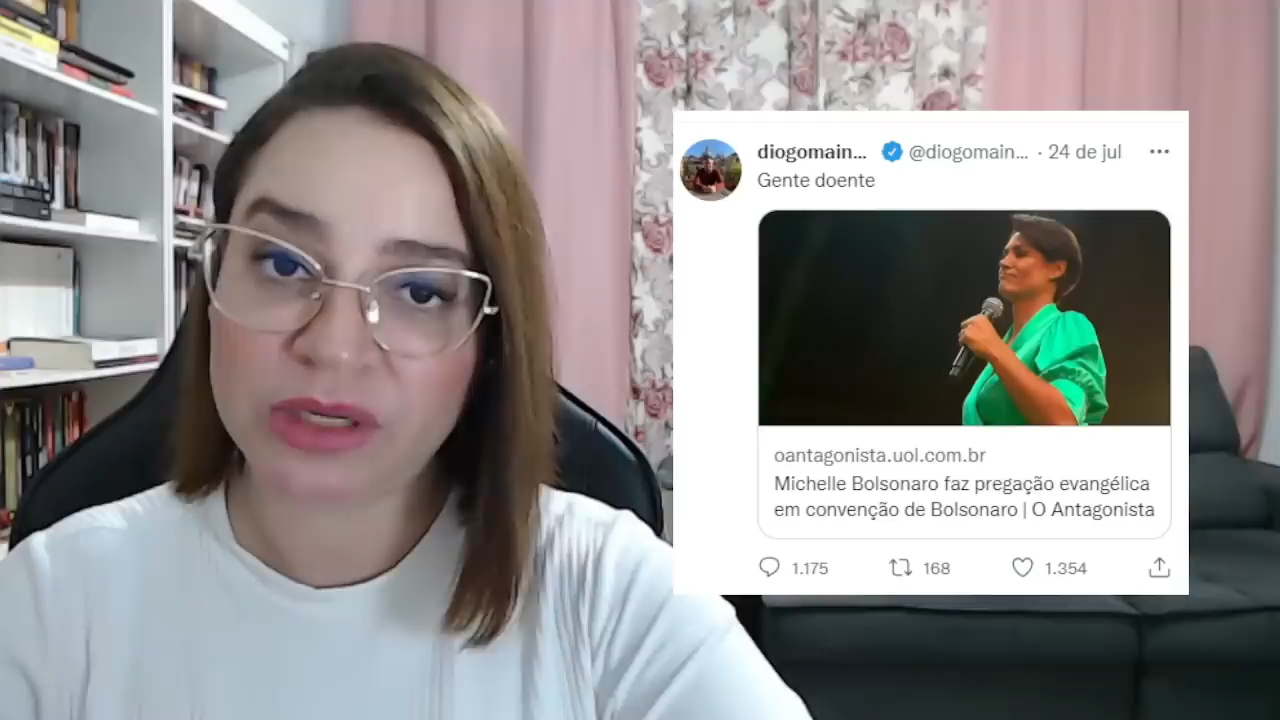 diogomain... @diogomain... · 24 de jul
Gente doente
oantagonista.uol.com.br
Michelle Bolsonaro faz pregação evangélica
em convenção de Bolsonaro | O Antagonista
1.175 168 1.354